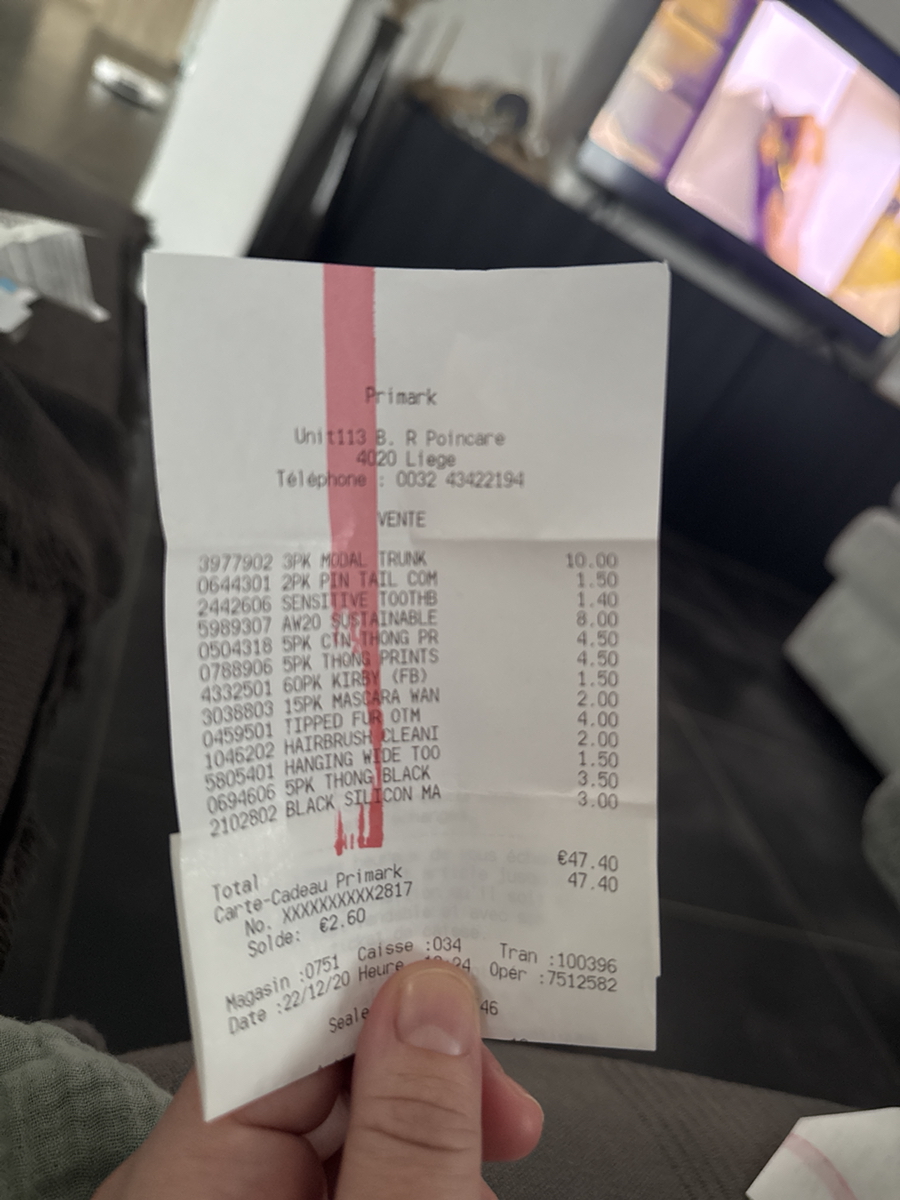 Primark
Unit113 B. R Poincare
4020 Liege
Téléphone : 0032 43422194
VENTE
3977902 3PK MODAL TRUNK 10.00
0644301 2PK PIN TAIL COM 1.50
2442606 SENSITIVE TOOTHB 1.40
5989307 AW20 SUSTAINABLE 8.00
0504318 5PK CTN THONG PR 4.50
0788906 5PK THONG PRINTS 4.50
4332501 60PK KIRBY (FB) 1.50
3038803 15PK MASCARA WAN 2.00
0459501 TIPPED FUR OTM 4.00
1046202 HAIRBRUSH CLEANI 2.00
5805401 HANGING WIDE TOO 1.50
0694606 5PK THONG BLACK 3.50
2102802 BLACK SILICON MA 3.00
Total €47.40
Carte-Cadeau Primark 47.40
No. XXXXXXXXXX2817
Solde: €2.60
Magasin :0751 Caisse :034 Tran :100396
Date :22/12/20 Heure 24 Oper :7512582
Seale 46